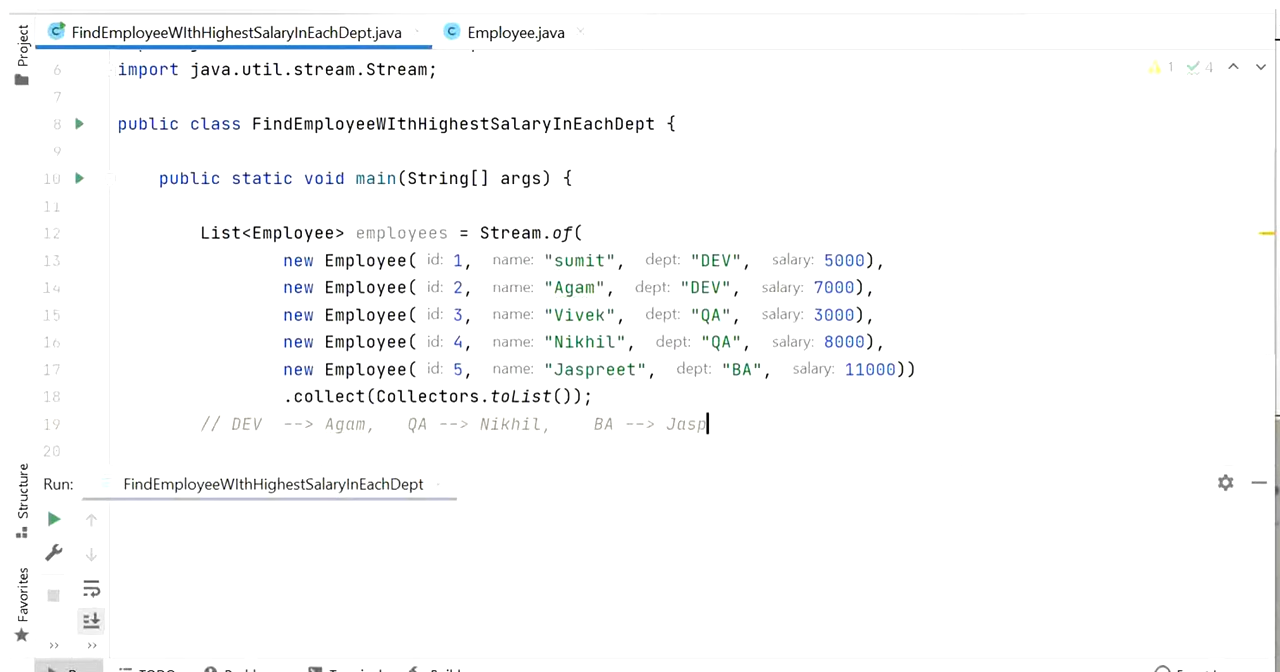 Project
FindEmployeeWIthHighestSalaryInEachDept.java
Employee.java
6 import java.util.stream.Stream;
1 4
7
8 public class FindEmployeeWIthHighestSalaryInEachDept {
9
10 public static void main(String[] args) {
11
12 List<Employee> employees = Stream.of(
13 new Employee( id: 1, name: "sumit", dept: "DEV", salary: 5000),
14 new Employee( id: 2, name: "Agam", dept: "DEV", salary: 7000),
15 new Employee( id: 3, name: "Vivek", dept: "QA", salary: 3000),
16 new Employee( id: 4, name: "Nikhil", dept: "QA", salary: 8000),
17 new Employee( id: 5, name: "Jaspreet", dept: "BA", salary: 11000))
18 .collect(Collectors.toList());
19 // DEV --> Agam, QA --> Nikhil, BA --> Jasp
20
Structure
Run: FindEmployeeWIthHighestSalaryInEachDept
Favorites